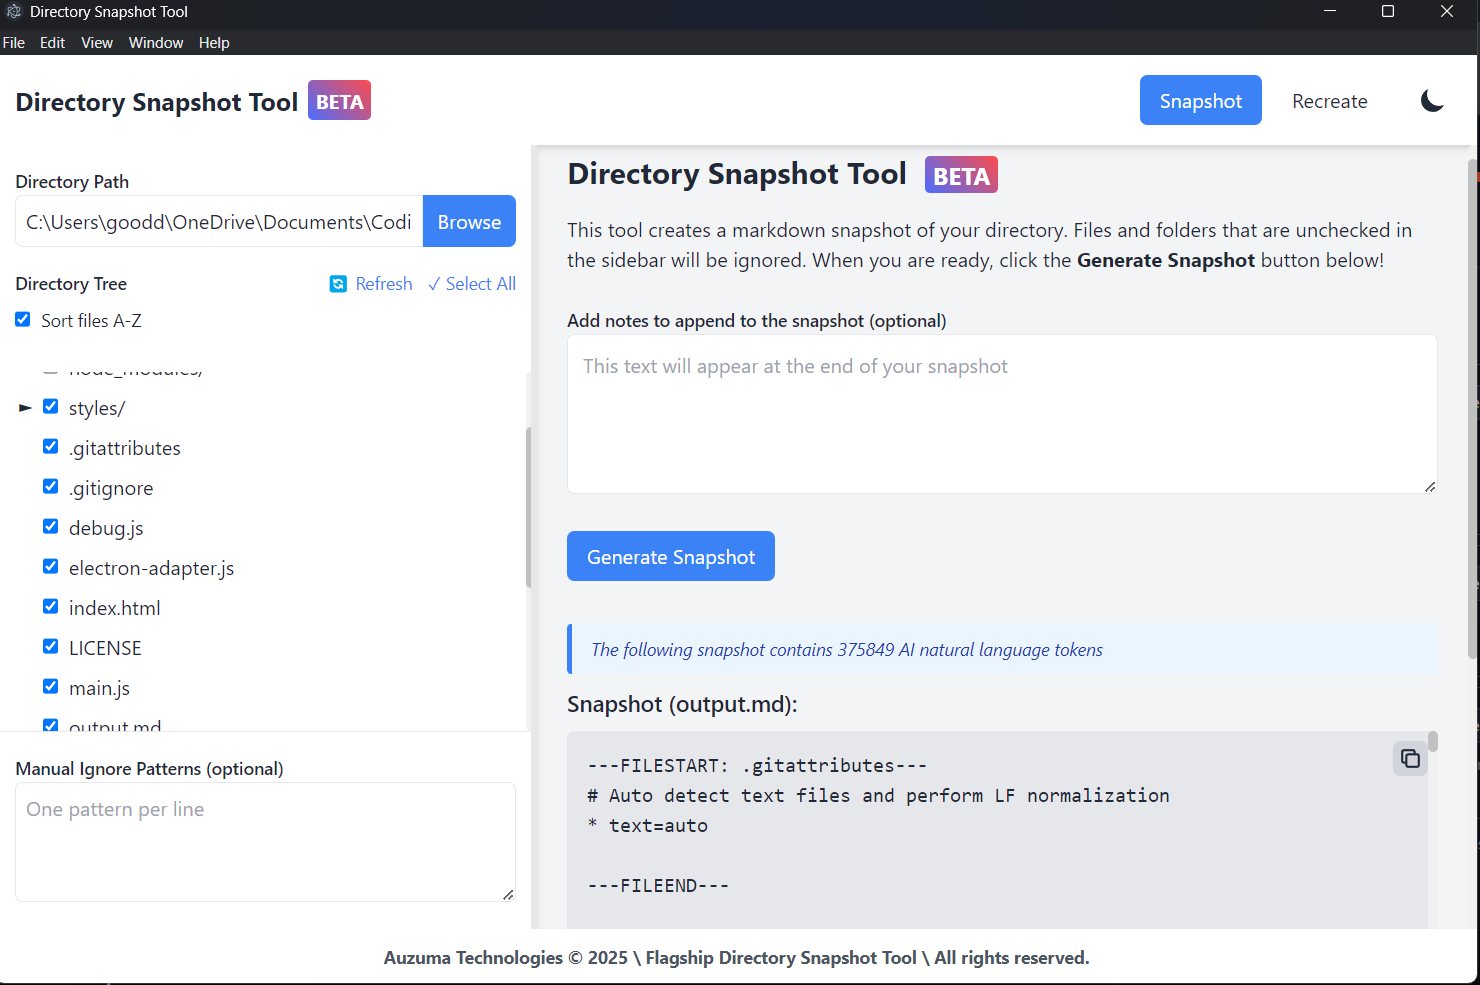 Directory Snapshot Tool
File Edit View Window Help
Directory Snapshot Tool BETA
Snapshot Recreate
Directory Path
C:\Users\goodd\OneDrive\Documents\Codi
Browse
Directory Tree
Refresh ✓ Select All
Sort files A-Z
node_modules/
► styles/
.gitattributes
.gitignore
debug.js
electron-adapter.js
index.html
LICENSE
main.js
output.md
Manual Ignore Patterns (optional)
One pattern per line
Directory Snapshot Tool BETA
This tool creates a markdown snapshot of your directory. Files and folders that are unchecked in
the sidebar will be ignored. When you are ready, click the Generate Snapshot button below!
Add notes to append to the snapshot (optional)
This text will appear at the end of your snapshot
Generate Snapshot
The following snapshot contains 375849 AI natural language tokens
Snapshot (output.md):
---FILESTART: .gitattributes---
# Auto detect text files and perform LF normalization
* text=auto
---FILEEND---
Auzuma Technologies © 2025 \ Flagship Directory Snapshot Tool \ All rights reserved.